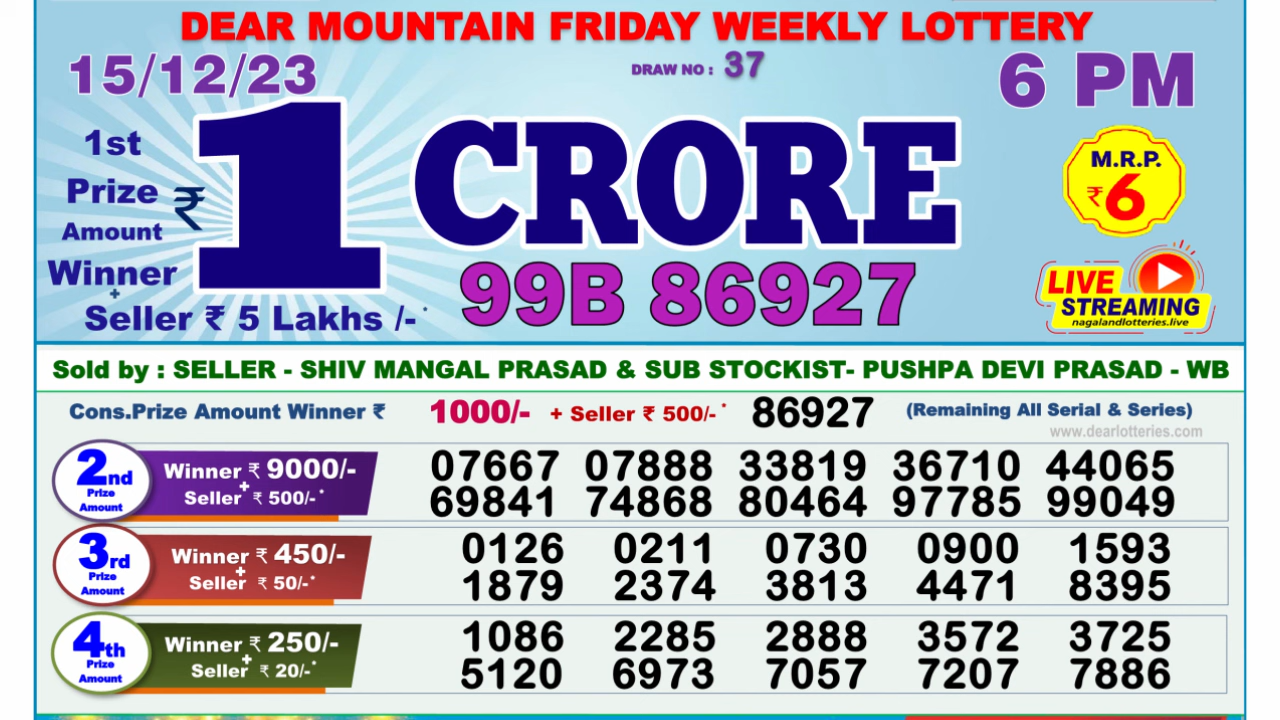 DEAR MOUNTAIN FRIDAY WEEKLY LOTTERY
15/12/23
DRAW NO : 37
6 PM
1st
Prize
Amount
Winner
+
Seller ₹ 5 Lakhs /-*
₹ 1 CRORE
99B 86927
M.R.P.
₹6
LIVE
STREAMING
nagalandlotteries.live
Sold by : SELLER - SHIV MANGAL PRASAD & SUB STOCKIST- PUSHPA DEVI PRASAD - WB
Cons.Prize Amount Winner ₹ 1000/- + Seller ₹ 500/-* 86927 (Remaining All Serial & Series)
www.dearlotteries.com
2nd
Prize
Amount
Winner ₹ 9000/-
+
Seller ₹ 500/-*
07667 07888 33819 36710 44065
69841 74868 80464 97785 99049
3rd
Prize
Amount
Winner ₹ 450/-
+
Seller ₹ 50/-*
0126 0211 0730 0900 1593
1879 2374 3813 4471 8395
4th
Prize
Amount
Winner ₹ 250/-
+
Seller ₹ 20/-*
1086 2285 2888 3572 3725
5120 6973 7057 7207 7886